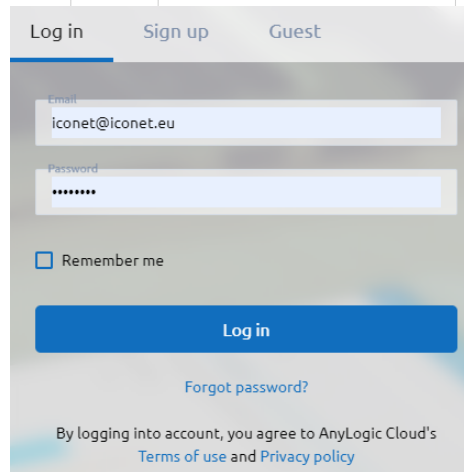 Log in Sign up Guest
Email
iconet@iconet.eu
Password
••••••••
Remember me
Log in
Forgot password?
By logging into account, you agree to AnyLogic Cloud's
Terms of use and Privacy policy